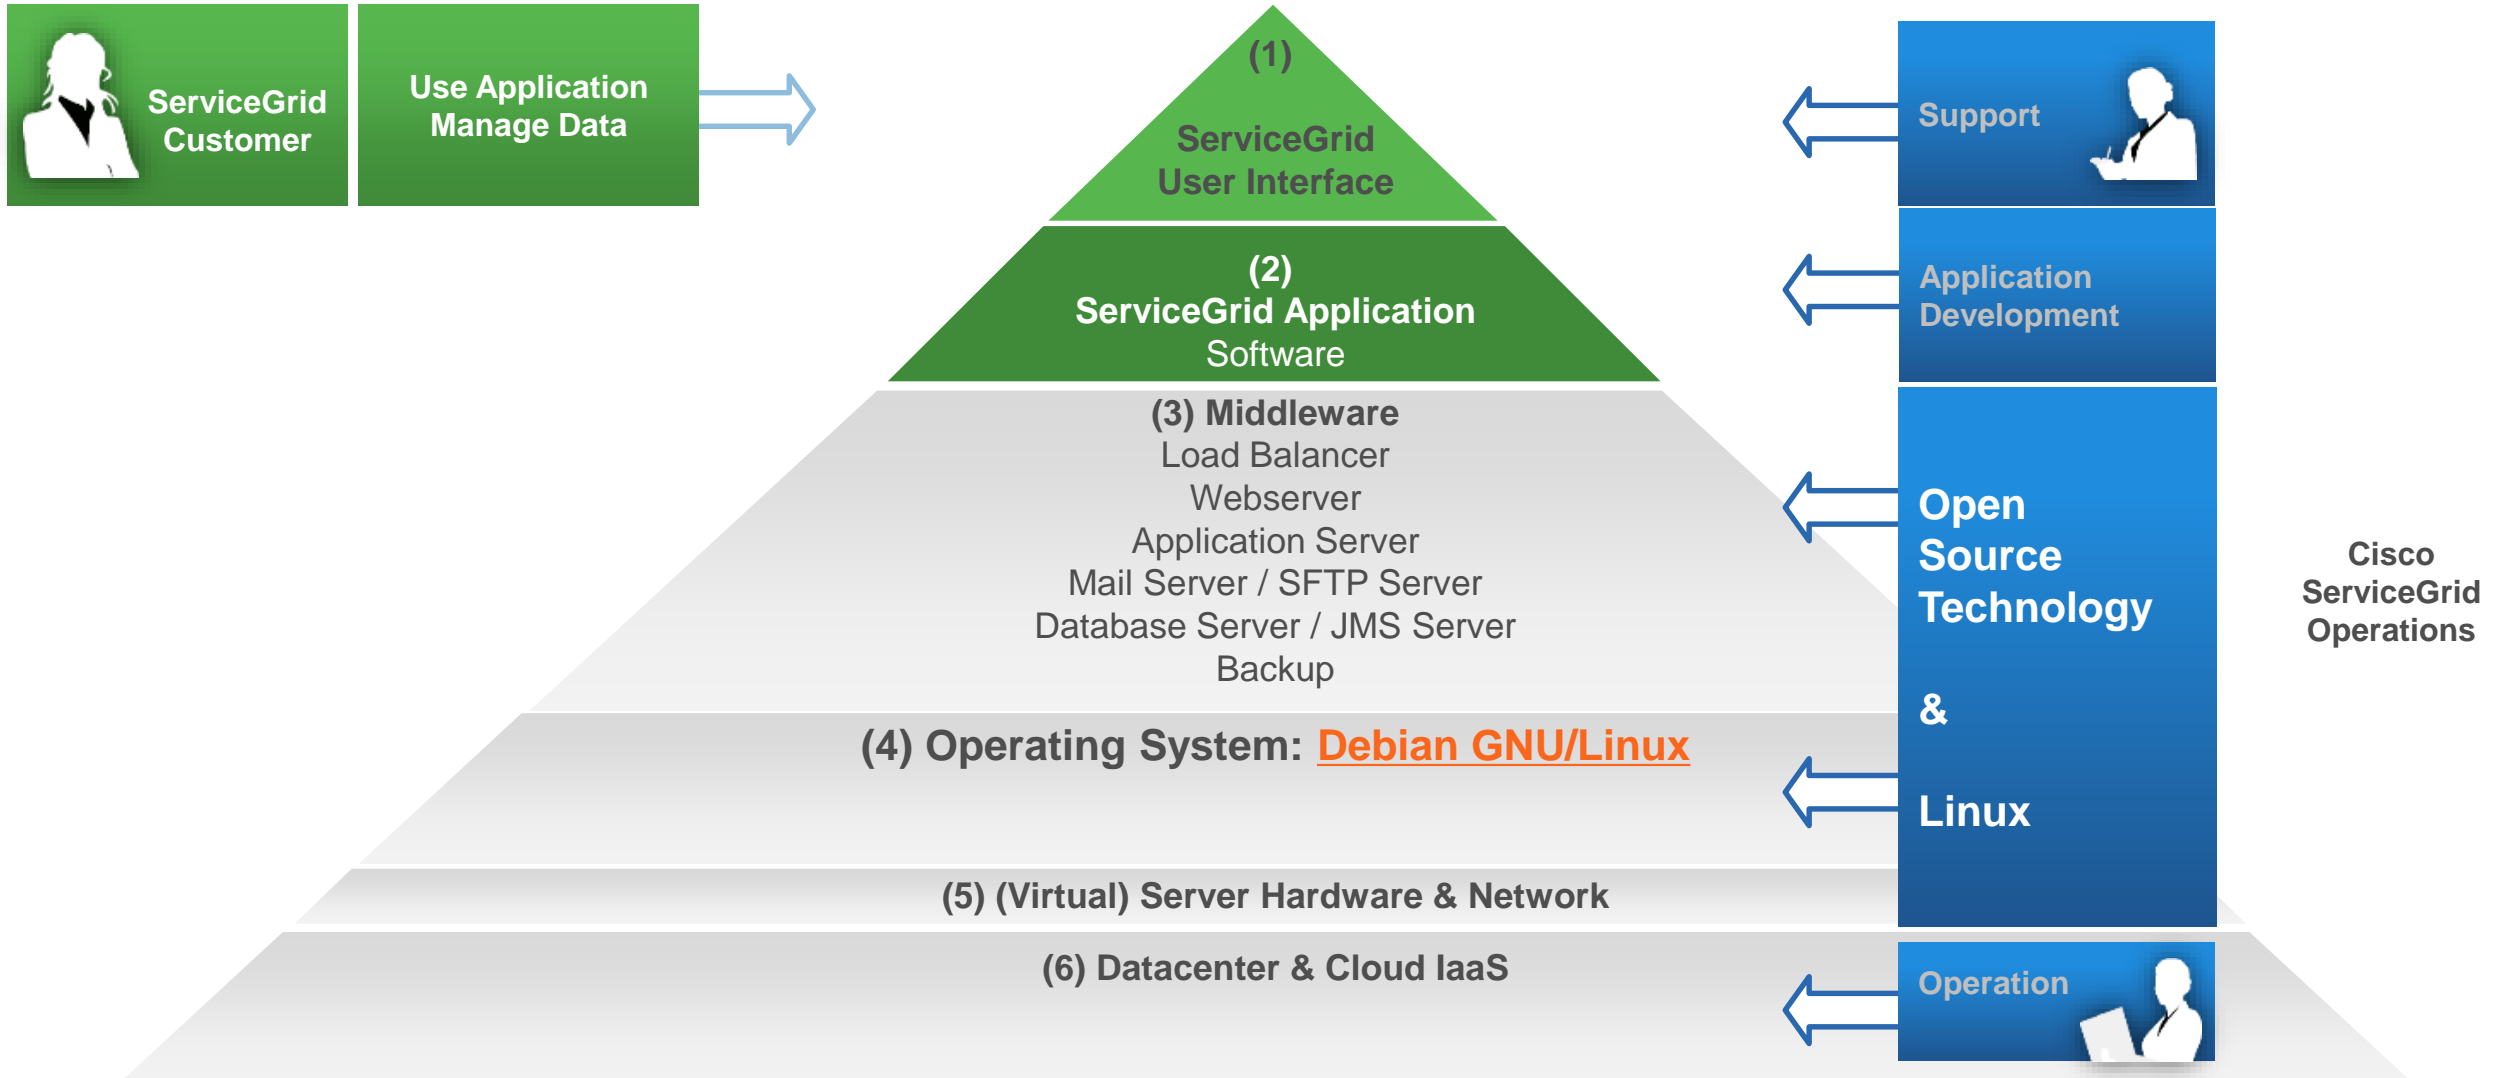 ServiceGrid
Customer
Use Application
Manage Data
(1)
ServiceGrid
User Interface
(2)
ServiceGrid Application
Software
(3) Middleware
Load Balancer
Webserver
Application Server
Mail Server / SFTP Server
Database Server / JMS Server
Backup
(4) Operating System: Debian GNU/Linux
(5) (Virtual) Server Hardware & Network
(6) Datacenter & Cloud IaaS
Support
Application
Development
Open
Source
Technology
&
Linux
Operation
Cisco
ServiceGrid
Operations